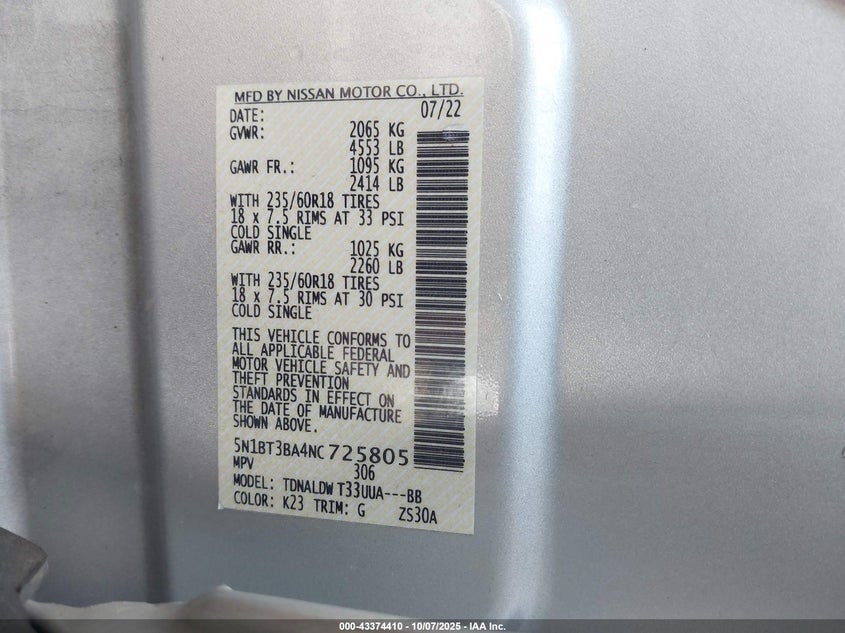 MFD BY NISSAN MOTOR CO., LTD.
DATE: 07/22
GVWR: 2065 KG
4553 LB
GAWR FR.: 1095 KG
2414 LB
WITH 235/60R18 TIRES
18 x 7.5 RIMS AT 33 PSI
COLD SINGLE
GAWR RR.: 1025 KG
2260 LB
WITH 235/60R18 TIRES
18 x 7.5 RIMS AT 30 PSI
COLD SINGLE
THIS VEHICLE CONFORMS TO
ALL APPLICABLE FEDERAL
MOTOR VEHICLE SAFETY AND
THEFT PREVENTION
STANDARDS IN EFFECT ON
THE DATE OF MANUFACTURE
SHOWN ABOVE.
5N1BT3BA4NC725805
MPV 306
MODEL: TDNALDW T33UUA---BB
COLOR: K23 TRIM: G ZS30A
000-43374410 - 10/07/2025 - IAA Inc.